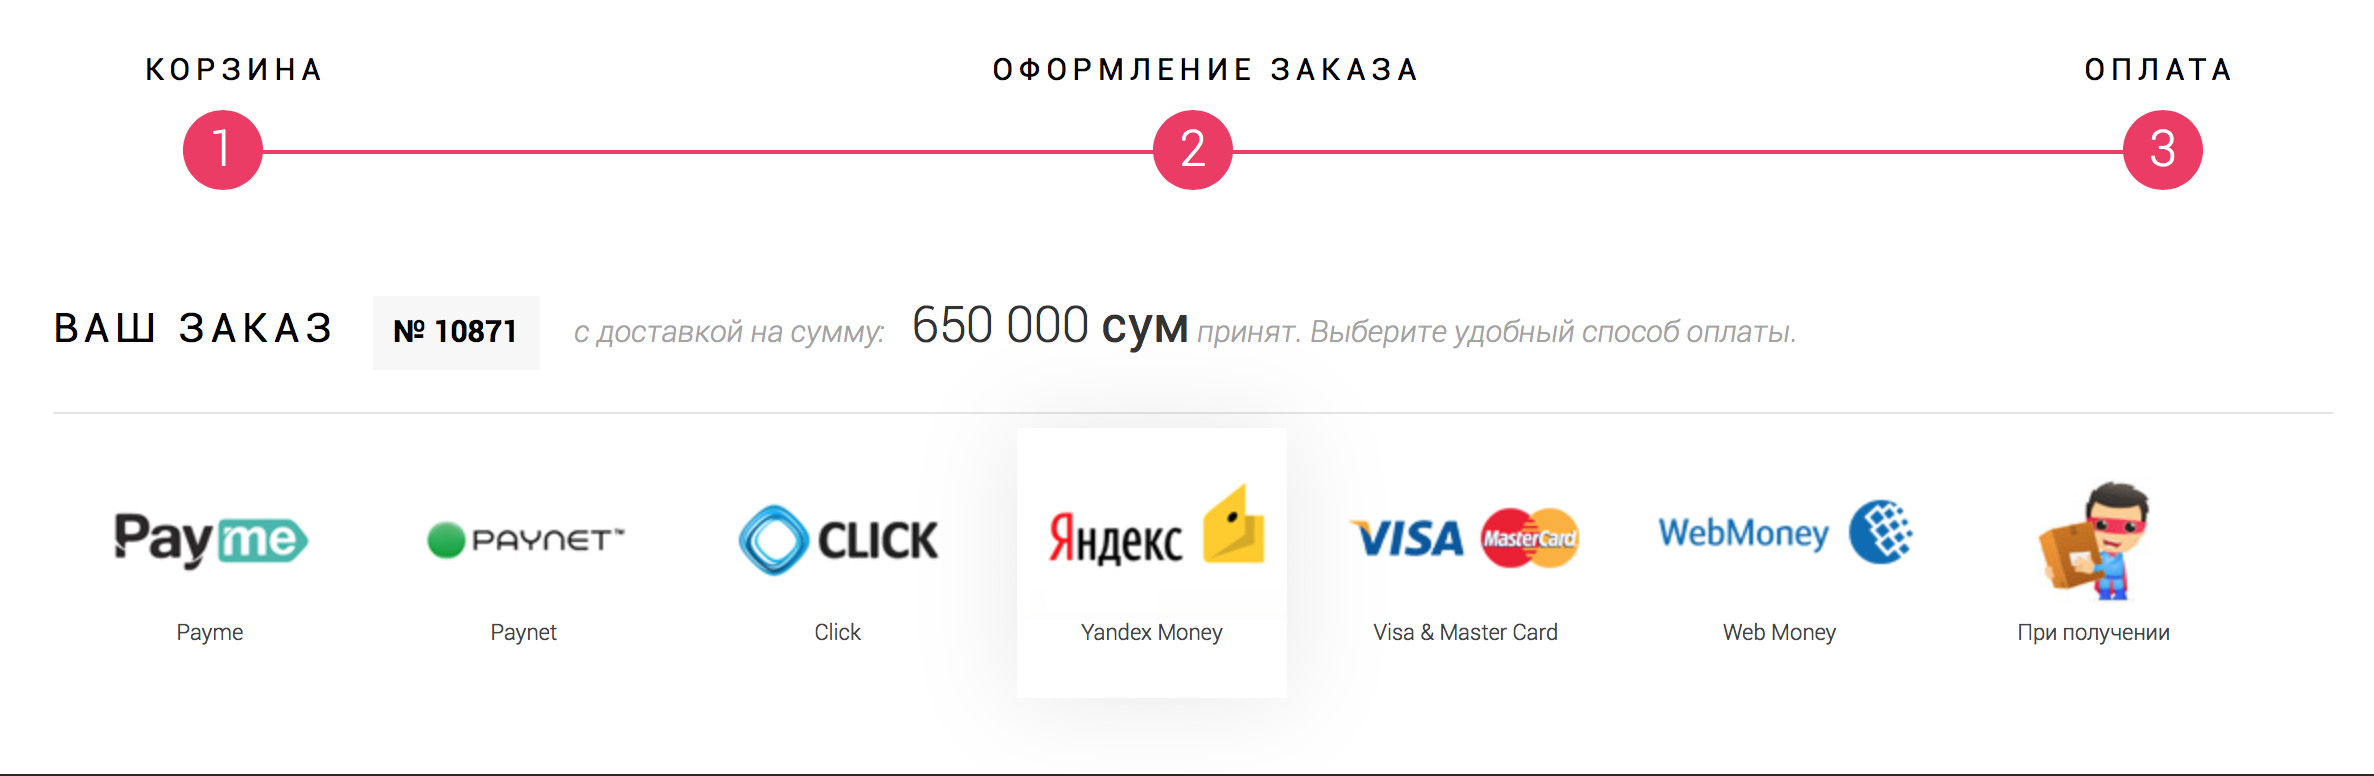 КОРЗИНА ОФОРМЛЕНИЕ ЗАКАЗА ОПЛАТА
1 2 3
ВАШ ЗАКАЗ № 10871 с доставкой на сумму: 650 000 сум принят. Выберите удобный способ оплаты.
Payme PAYNET™ CLICK Яндекс VISA MasterCard WebMoney
Payme Paynet Click Yandex Money Visa & Master Card Web Money При получении